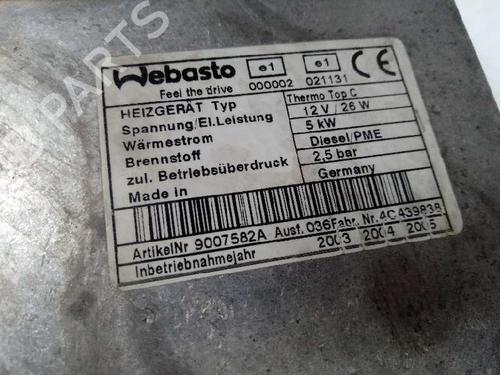 Webasto
Feel the drive
e1
000002
e1
021131
CE
HEIZGERÄT Typ Thermo Top C
Spannung/El.Leistung 12 V / 26 W
Wärmestrom 5 kW
Brennstoff Diesel/PME
zul. Betriebsüberdruck 2,5 bar
Made in Germany
ArtikelNr 9007582A Ausf. 036 Fabr. Nr. 4C439838
Inbetriebnahmejahr 2003 2004 2005
PARTS